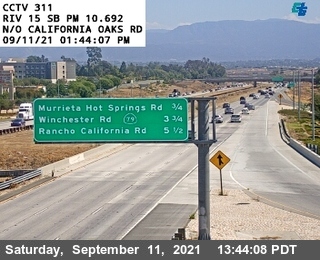 CCTV 311
RIV 15 SB PM 10.692
N/O CALIFORNIA OAKS RD
09/11/21 01:44:07 PM
Murrieta Hot Springs Rd 3/4
Winchester Rd 79 3 3/4
Rancho California Rd 5 1/2
Saturday, September 11, 2021 13:44:08 PDT